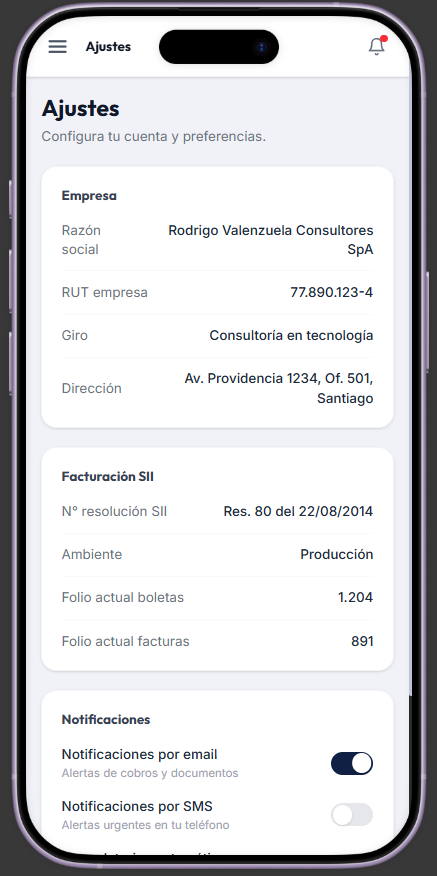 Ajustes
Ajustes
Configura tu cuenta y preferencias.
Empresa
Razón social
Rodrigo Valenzuela Consultores SpA
RUT empresa
77.890.123-4
Giro
Consultoría en tecnología
Dirección
Av. Providencia 1234, Of. 501, Santiago
Facturación SII
N° resolución SII
Res. 80 del 22/08/2014
Ambiente
Producción
Folio actual boletas
1.204
Folio actual facturas
891
Notificaciones
Notificaciones por email
Alertas de cobros y documentos
Notificaciones por SMS
Alertas urgentes en tu teléfono